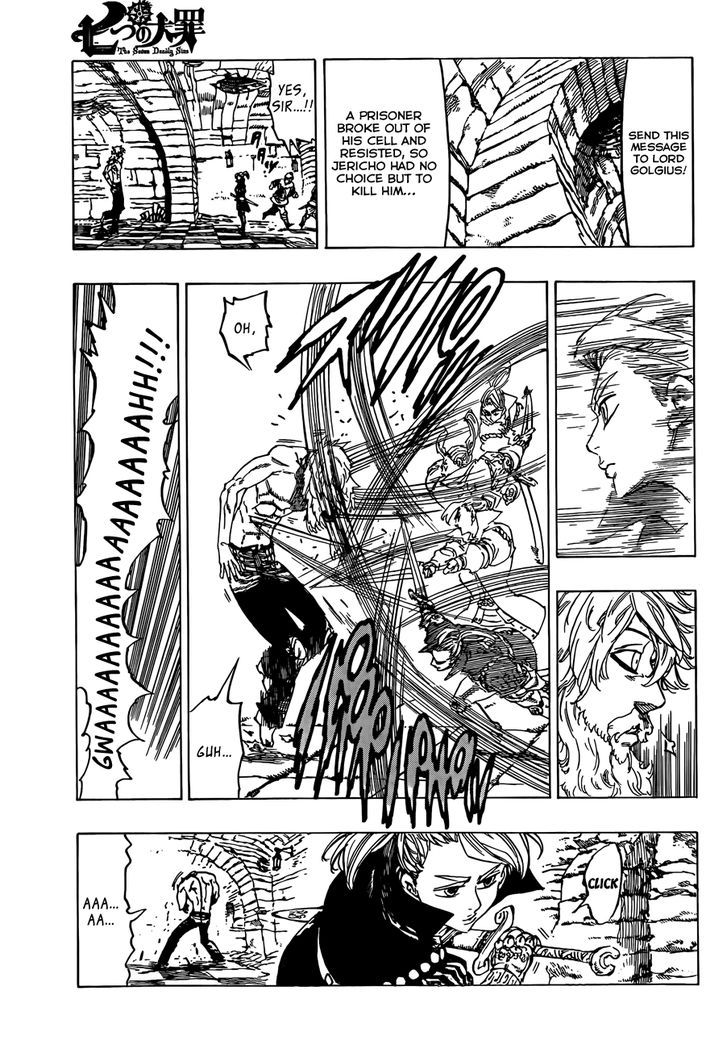 七つの大罪
The Seven Deadly Sins
SEND THIS
MESSAGE
TO LORD
GOLGIUS!
A PRISONER
BROKE OUT OF
HIS CELL AND
RESISTED, SO
JERICHO HAD NO
CHOICE BUT TO
KILL HIM...
YES,
SIR....!!
OH,
GUH...
GWAAAAAAAAAAAAAAAAAAHH!!!!
CLICK
AAA...
AA...